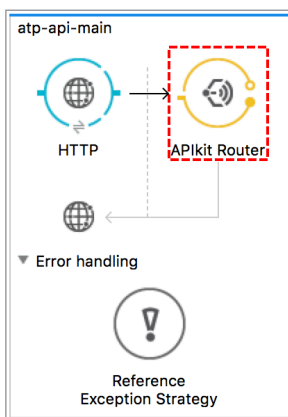 atp-api-main
HTTP
APIkit Router
Error handling
Reference
Exception Strategy